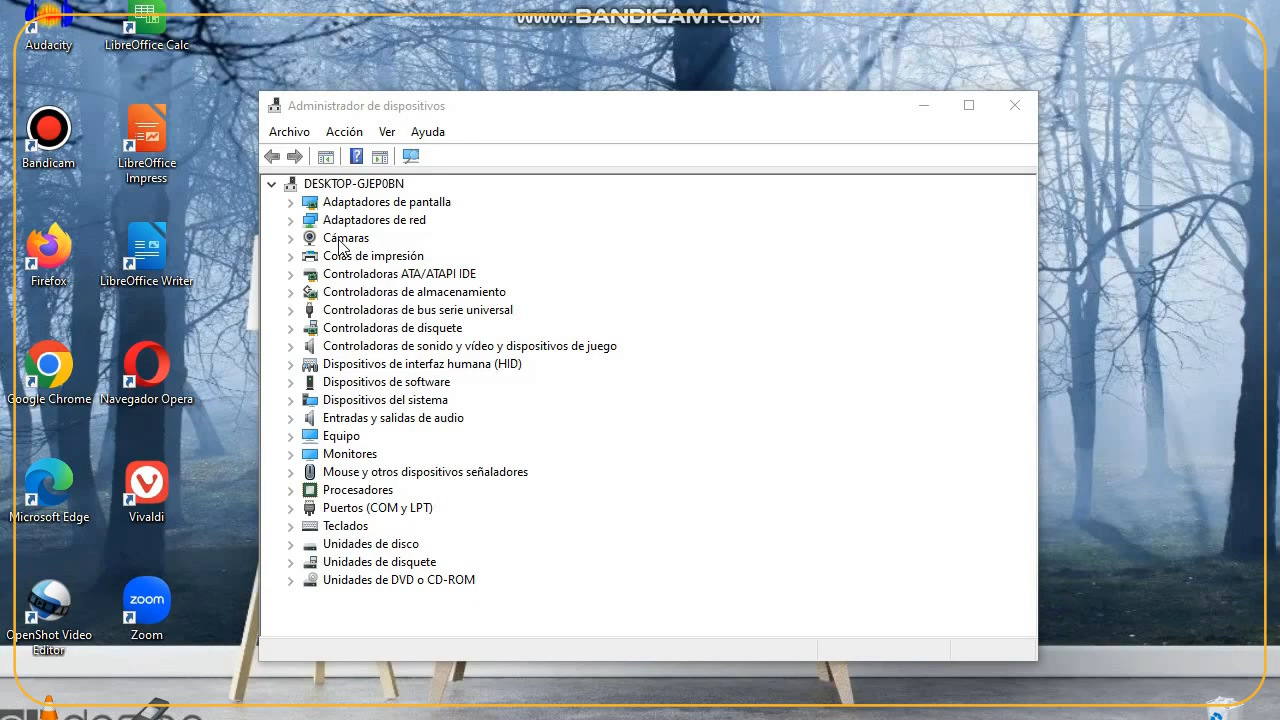 www.BANDICAM.com
Audacity
LibreOffice Calc
Bandicam
LibreOffice
Impress
Firefox
LibreOffice Writer
Google Chrome
Navegador Opera
Microsoft Edge
Vivaldi
OpenShot Video
Editor
zoom
Zoom
Administrador de dispositivos
Archivo Acción Ver Ayuda
DESKTOP-GJEP0BN
Adaptadores de pantalla
Adaptadores de red
Cámaras
Colas de impresión
Controladoras ATA/ATAPI IDE
Controladoras de almacenamiento
Controladoras de bus serie universal
Controladoras de disquete
Controladoras de sonido y vídeo y dispositivos de juego
Dispositivos de interfaz humana (HID)
Dispositivos de software
Dispositivos del sistema
Entradas y salidas de audio
Equipo
Monitores
Mouse y otros dispositivos señaladores
Procesadores
Puertos (COM y LPT)
Teclados
Unidades de disco
Unidades de disquete
Unidades de DVD o CD-ROM